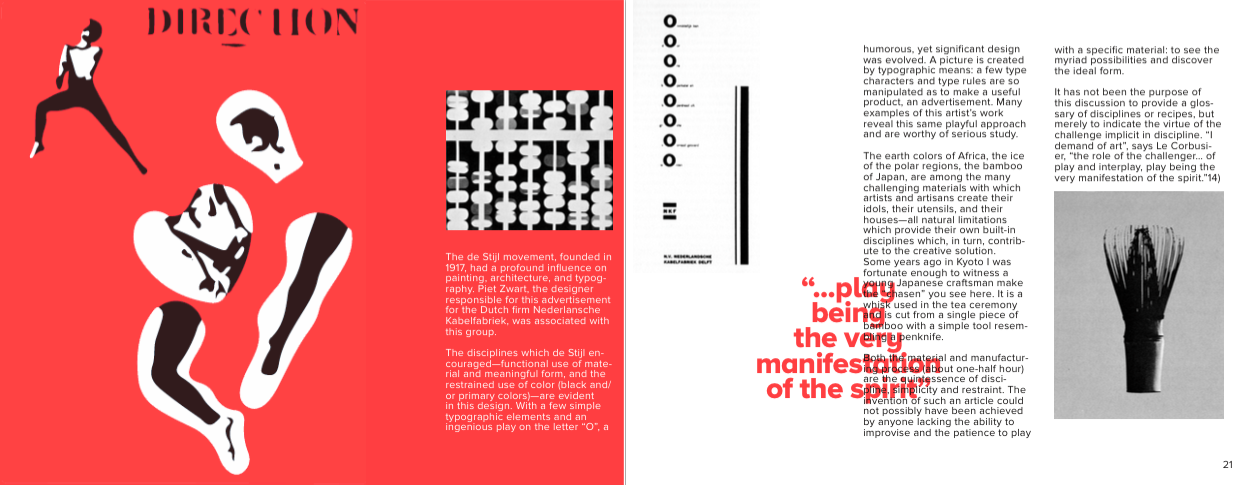 DIRECTION
The de Stijl movement, founded in
1917, had a profound influence on
painting, architecture, and typog-
raphy. Piet Zwart, the designer
responsible for this advertisement
for the Dutch firm Nederlansche
Kabelfabriek, was associated with
this group.
The disciplines which de Stijl en-
couraged—functional use of mate-
rial and meaningful form, and the
restrained use of color (black and/
or primary colors)—are evident
in this design. With a few simple
typographic elements and an
ingenious play on the letter “O”, a
O
O
O
O
O
O
O
O
NKF
N.V. NEDERLANDSCHE
KABELFABRIEK DELFT
“...play
being
the very
manifestation
of the spirit”
humorous, yet significant design
was evolved. A picture is created
by typographic means: a few type
characters and type rules are so
manipulated as to make a useful
product, an advertisement. Many
examples of this artist’s work
reveal this same playful approach
and are worthy of serious study.
The earth colors of Africa, the ice
of the polar regions, the bamboo
of Japan, are among the many
challenging materials with which
artists and artisans create their
idols, their utensils, and their
houses—all natural limitations
which provide their own built-in
disciplines which, in turn, contrib-
ute to the creative solution.
Some years ago in Kyoto I was
fortunate enough to witness a
young Japanese craftsman make
the “chasen” you see here. It is a
whisk used in the tea ceremony
and is cut from a single piece of
bamboo with a simple tool resem-
bling a penknife.
Both the material and manufactur-
ing process (about one-half hour)
are the quintessence of disci-
pline, simplicity and restraint. The
invention of such an article could
not possibly have been achieved
by anyone lacking the ability to
improvise and the patience to play
with a specific material: to see the
myriad possibilities and discover
the ideal form.
It has not been the purpose of
this discussion to provide a glos-
sary of disciplines or recipes, but
merely to indicate the virtue of the
challenge implicit in discipline. “I
demand of art”, says Le Corbusi-
er, “the role of the challenger... of
play and interplay, play being the
very manifestation of the spirit.”14)
21